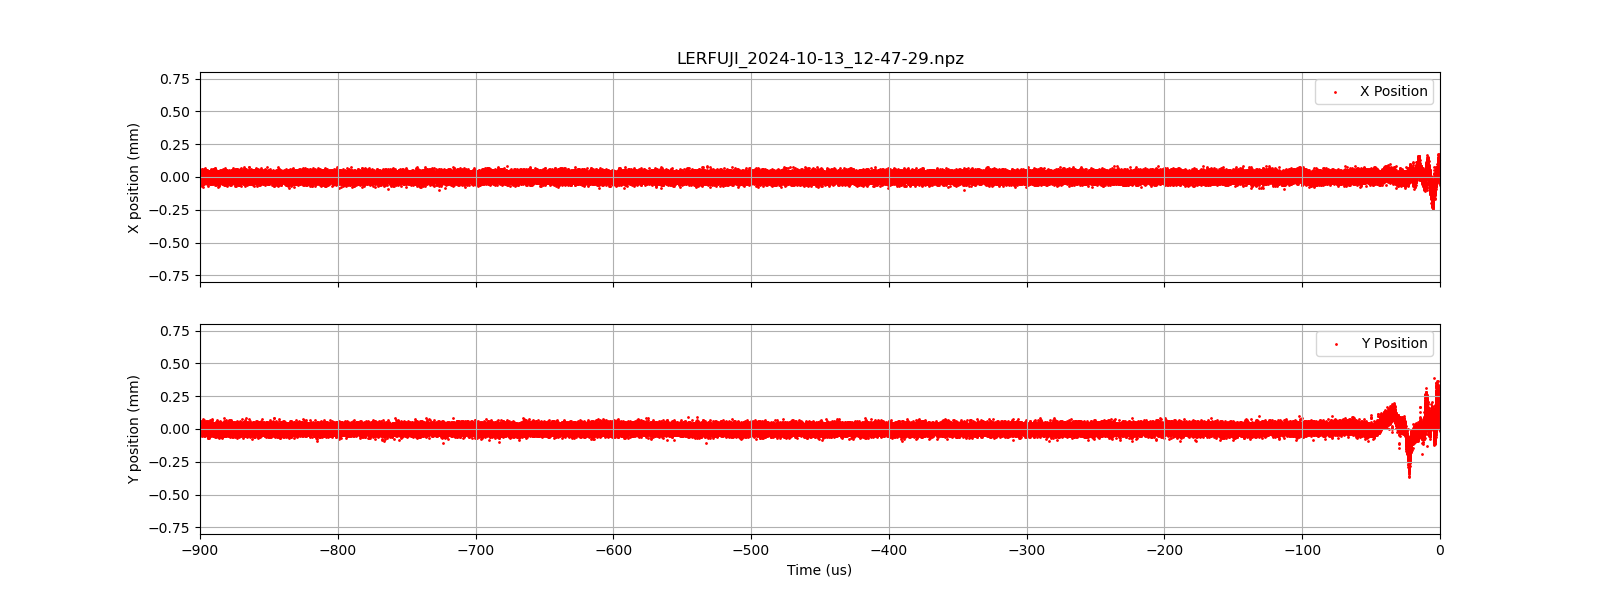 LERFUJI_2024-10-13_12-47-29.npz
0.75
0.50
0.25
0.00
−0.25
−0.50
−0.75
X position (mm)
X Position
0.75
0.50
0.25
0.00
−0.25
−0.50
−0.75
Y position (mm)
Y Position
−900 −800 −700 −600 −500 −400 −300 −200 −100 0
Time (us)